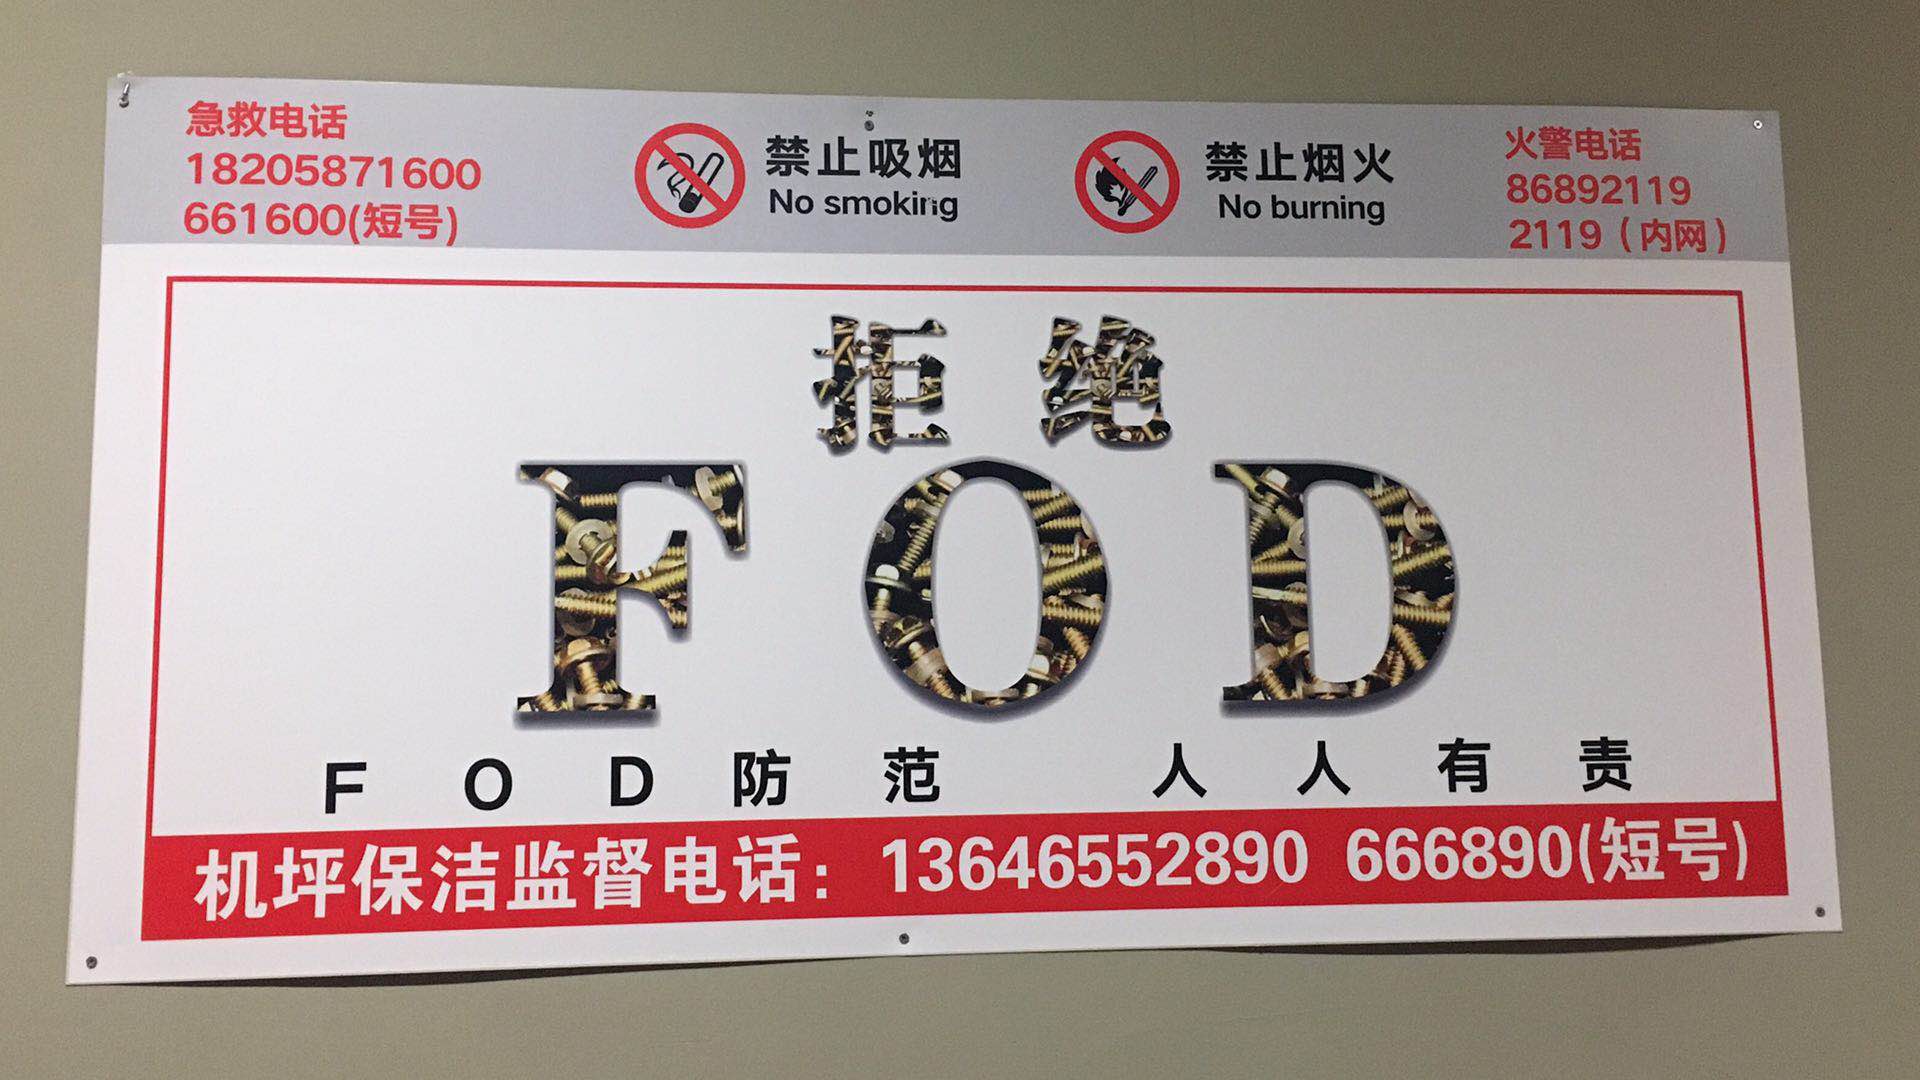 急救电话
18205871600
661600(短号)
禁止吸烟
No smoking
禁止烟火
No burning
火警电话
86892119
2119（内网）
拒绝
FOD
FOD防范 人人有责
机坪保洁监督电话：13646552890 666890(短号)